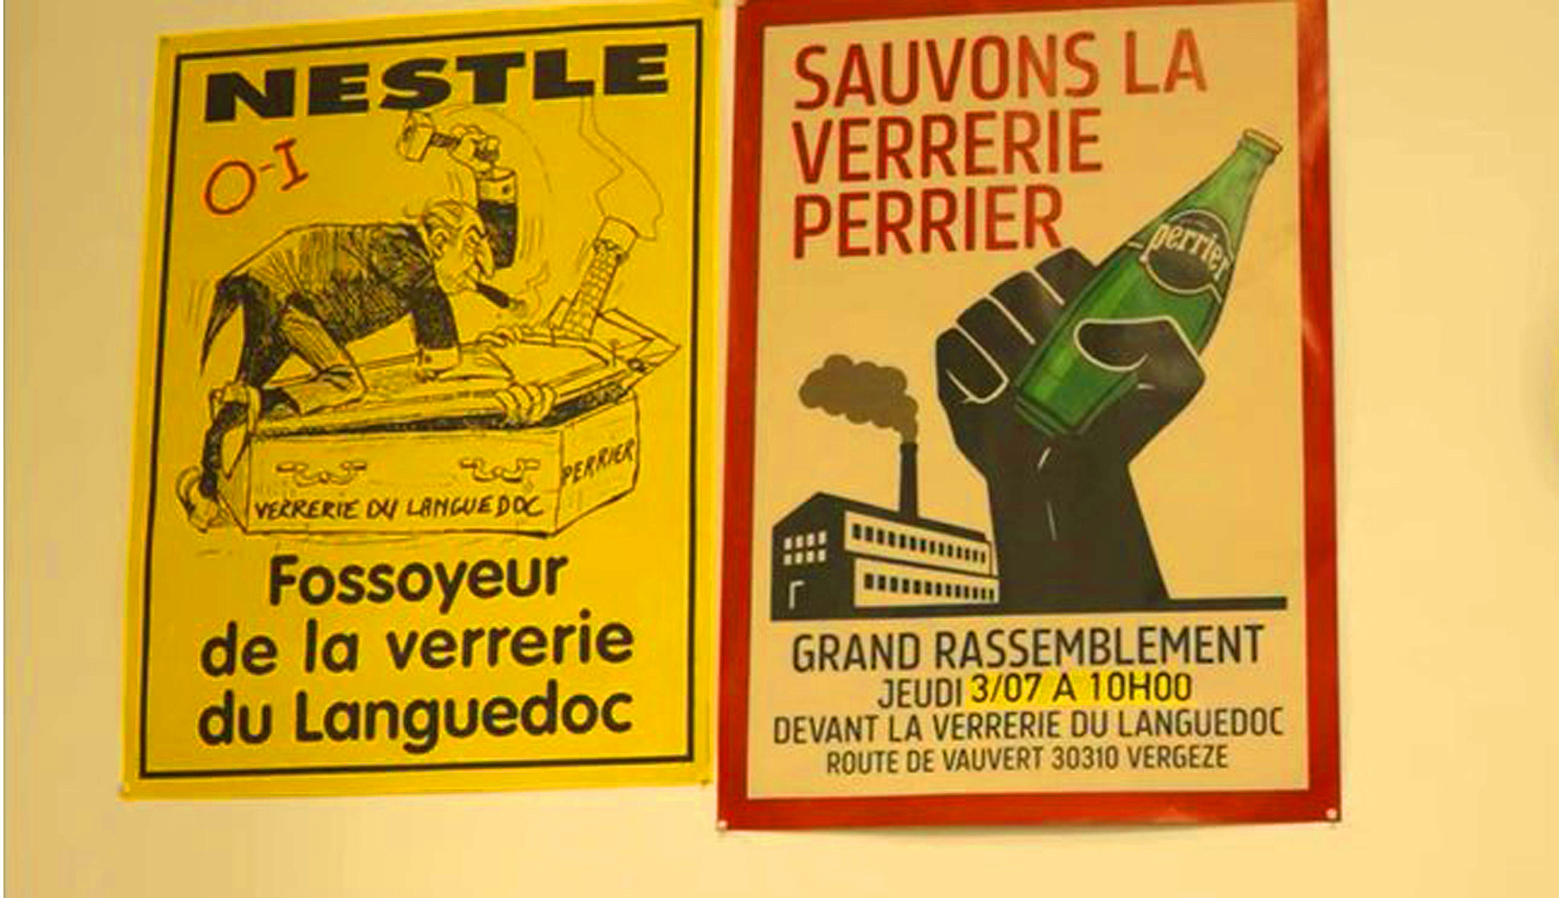 NESTLE
O-I
VERRERIE DU LANGUEDOC
PERRIER
Fossoyeur
de la verrerie
du Languedoc
SAUVONS LA
VERRERIE
PERRIER
perrier
GRAND RASSEMBLEMENT
JEUDI 3/07 A 10H00
DEVANT LA VERRERIE DU LANGUEDOC
ROUTE DE VAUVERT 30310 VERGEZE